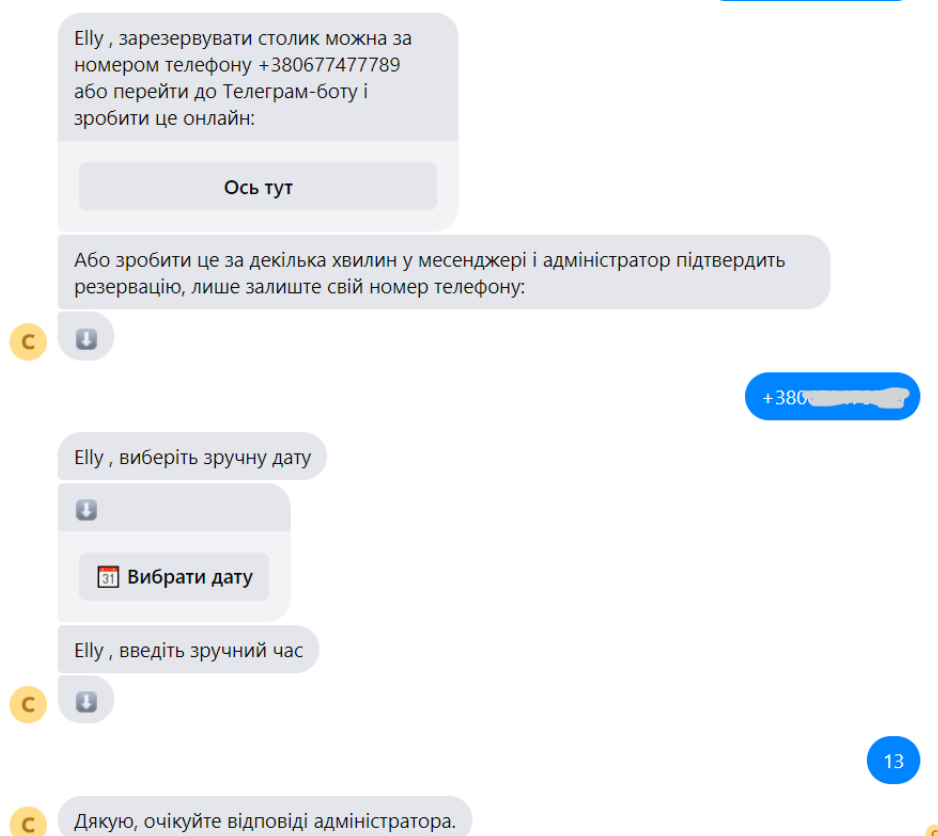 Elly , зарезервувати столик можна за
номером телефону +380677477789
або перейти до Телеграм-боту і
зробити це онлайн:
Ось тут
Або зробити це за декілька хвилин у месенджері і адміністратор підтвердить
резервацію, лише залиште свій номер телефону:
C
+380
Elly , виберіть зручну дату
31 Вибрати дату
Elly , введіть зручний час
C
13
C Дякую, очікуйте відповіді адміністратора.